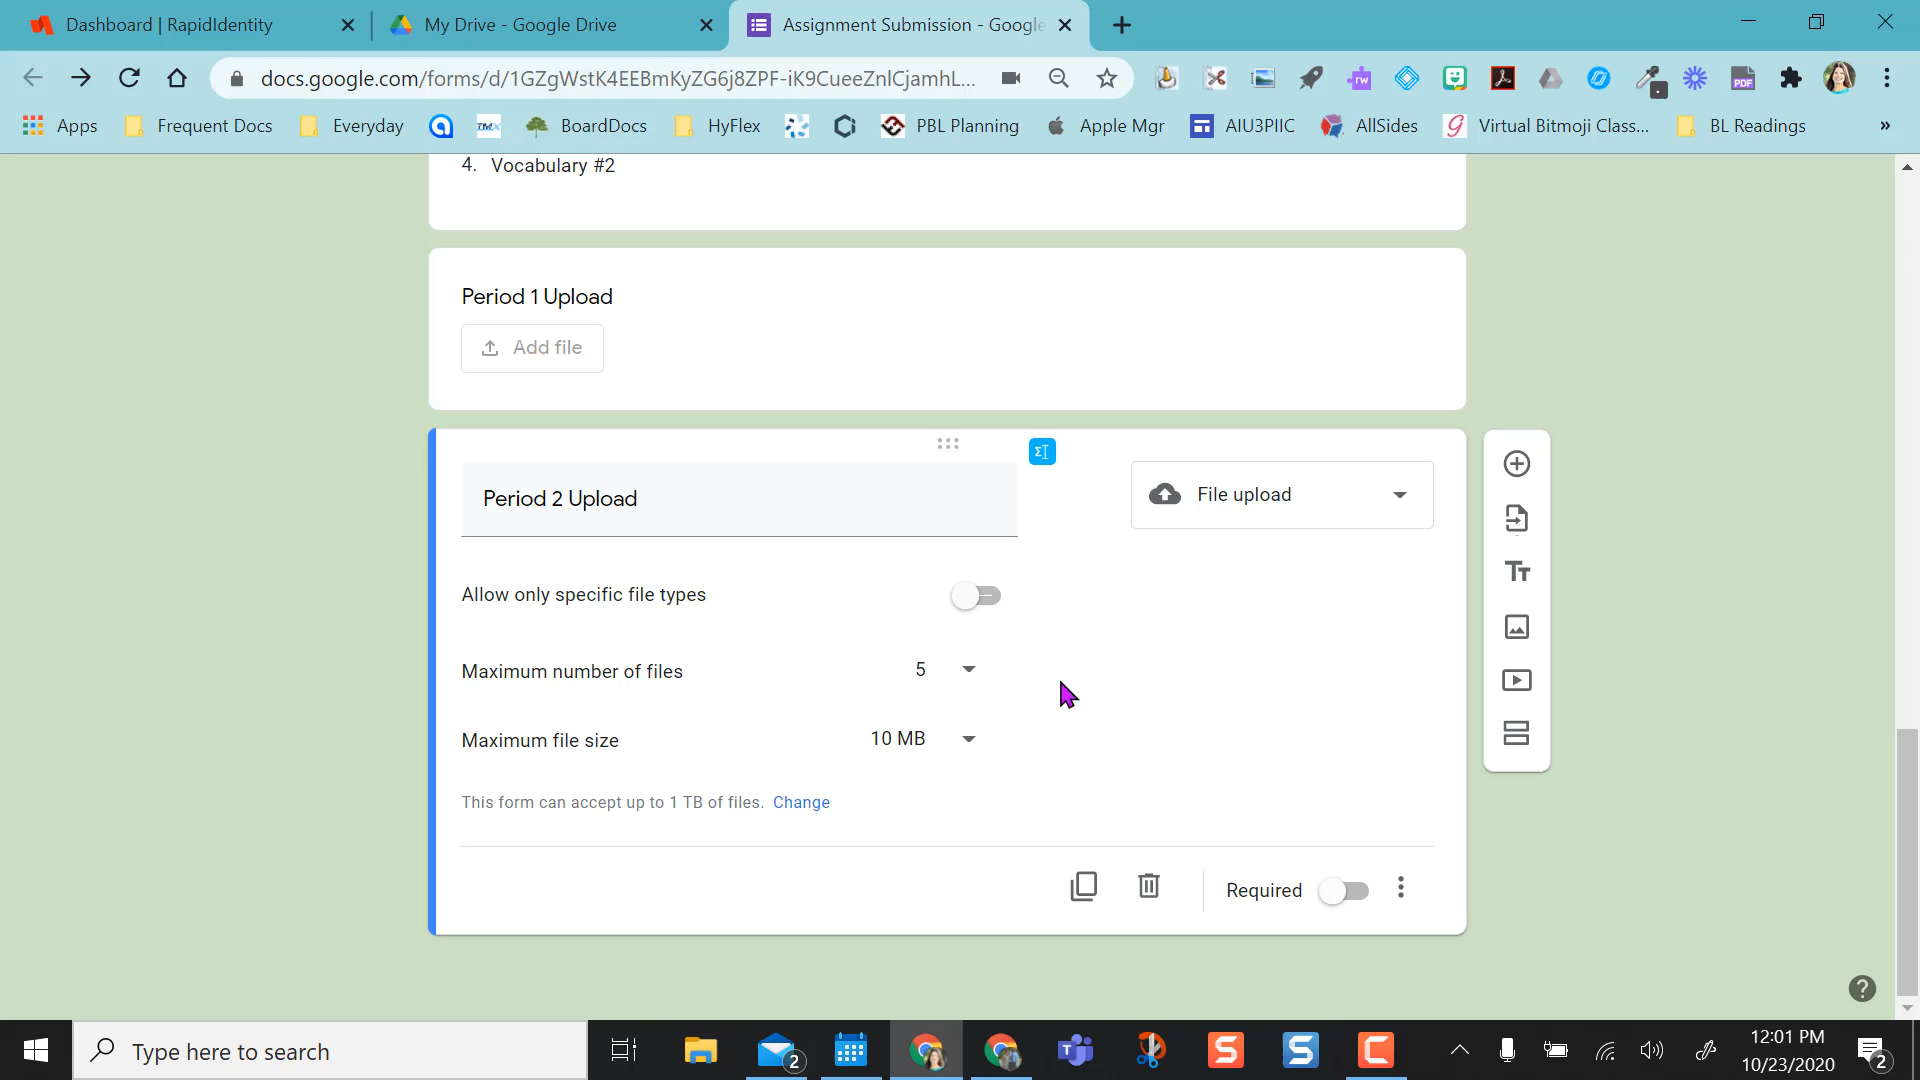 Dashboard | RapidIdentity
My Drive - Google Drive
Assignment Submission - Google
docs.google.com/forms/d/1GZgWstK4EEBmKyZG6j8ZPF-iK9CueeZnlCjamhL...
rw
PDF
Apps
Frequent Docs
Everyday
BoardDocs
HyFlex
PBL Planning
Apple Mgr
AIU3PIIC
AllSides
Virtual Bitmoji Class...
BL Readings
»
4. Vocabulary #2
Period 1 Upload
Add file
Period 2 Upload
File upload
Allow only specific file types
Maximum number of files
5
Maximum file size
10 MB
This form can accept up to 1 TB of files. Change
Required
Type here to search
2
12:01 PM
10/23/2020
2